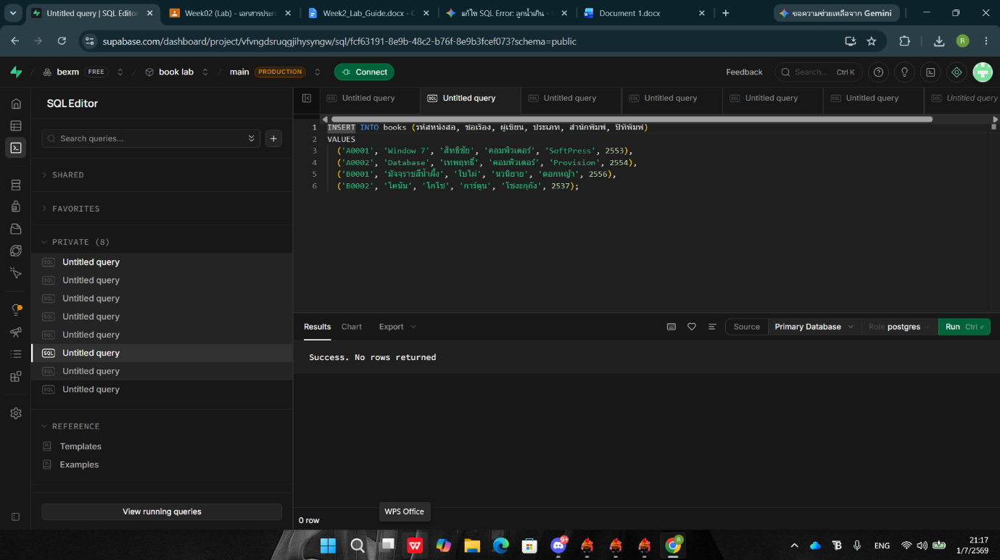 Untitled query | SQL Editor
Week02 (Lab) - เอกสารประก
Week2_Lab_Guide.docx - G
แก้ไข SQL Error: ลูกน้ำเกิน -
Document 1.docx
ขอความช่วยเหลือจาก Gemini
supabase.com/dashboard/project/vfvngdsruqgjihysyngw/sql/fcf63191-8e9b-48c2-b76f-8e9b3fcef073?schema=public
R
bexm FREE / book lab / main PRODUCTION Connect
Feedback Search... Ctrl K
SQL Editor
Untitled query
Untitled query
Untitled query
Untitled query
Untitled query
Untitled query
Untitled query
Search queries...
SHARED
FAVORITES
PRIVATE (8)
SQL Untitled query
SQL Untitled query
SQL Untitled query
SQL Untitled query
SQL Untitled query
SQL Untitled query
SQL Untitled query
SQL Untitled query
REFERENCE
Templates
Examples
View running queries
1 INSERT INTO books (รหัสหนังสือ, ชื่อเรื่อง, ผู้เขียน, ประเภท, สำนักพิมพ์, ปีที่พิมพ์)
2 VALUES
3 ('A0001', 'Window 7', 'สิทธิชัย', 'คอมพิวเตอร์', 'SoftPress', 2553),
4 ('A0002', 'Database', 'เทพฤทธิ์', 'คอมพิวเตอร์', 'Provision', 2554),
5 ('B0001', 'มัจจุราชสีน้ำผึ้ง', 'ใบไผ่', 'นวนิยาย', 'ดอกหญ้า', 2556),
6 ('B0002', 'โคนัน', 'โกโช', 'การ์ตูน', 'โชงะกุกัง', 2537);
Results Chart Export
Source Primary Database Role postgres Run Ctrl
Success. No rows returned
0 row
WPS Office
9+
R
ENG
21:17
1/7/2569